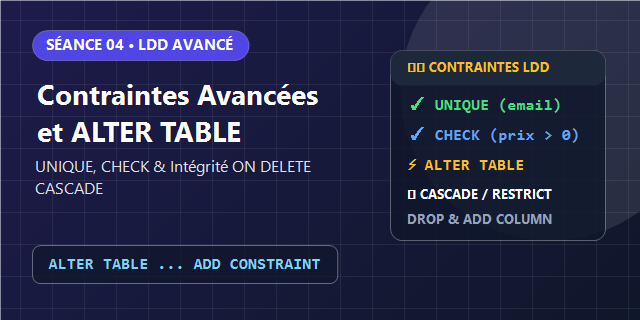 SÉANCE 04 • LDD AVANCÉ
Contraintes Avancées
et ALTER TABLE
UNIQUE, CHECK & Intégrité ON DELETE
CASCADE
ALTER TABLE ... ADD CONSTRAINT
CONTRAINTES LDD
✓ UNIQUE (email)
✓ CHECK (prix > 0)
⚡ ALTER TABLE
CASCADE / RESTRICT
DROP & ADD COLUMN